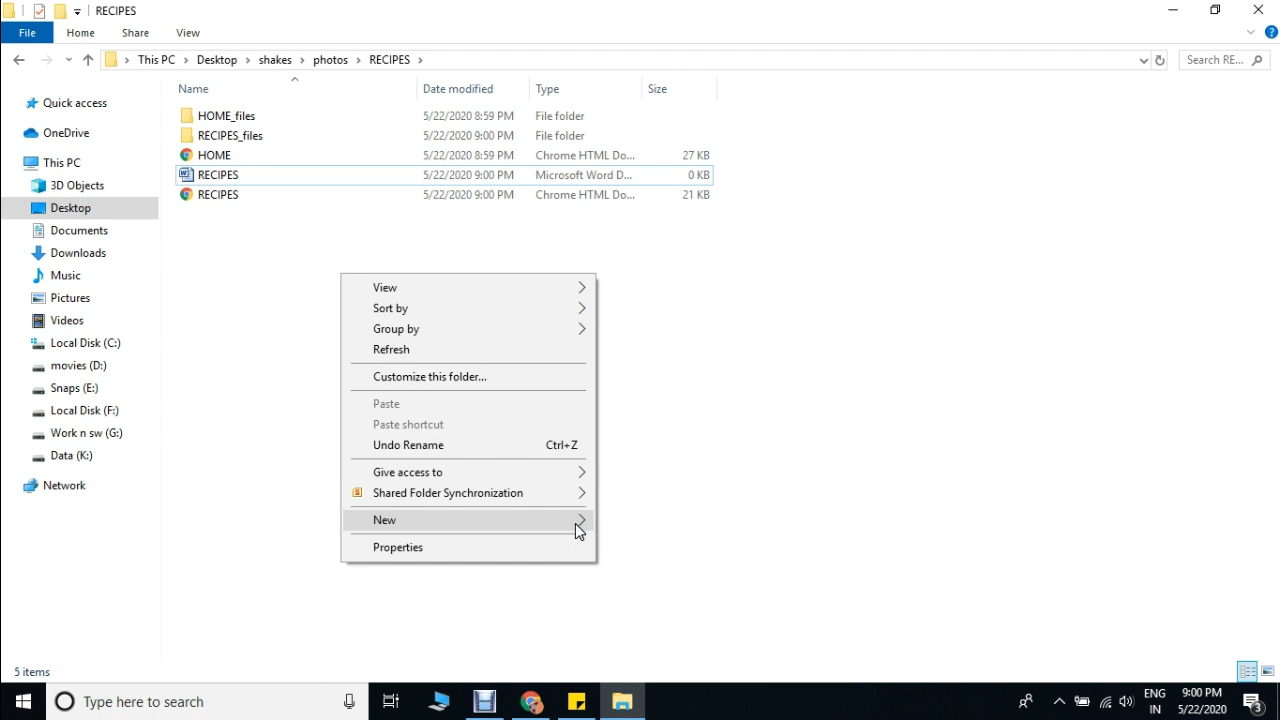 RECIPES
File Home Share View
This PC Desktop shakes photos RECIPES Search RE...
Name Date modified Type Size
Quick access
OneDrive
This PC
3D Objects
Desktop
Documents
Downloads
Music
Pictures
Videos
Local Disk (C:)
movies (D:)
Snaps (E:)
Local Disk (F:)
Work n sw (G:)
Data (K:)
Network
HOME_files 5/22/2020 8:59 PM File folder
RECIPES_files 5/22/2020 9:00 PM File folder
HOME 5/22/2020 8:59 PM Chrome HTML Do... 27 KB
RECIPES 5/22/2020 9:00 PM Microsoft Word D... 0 KB
RECIPES 5/22/2020 9:00 PM Chrome HTML Do... 21 KB
View
Sort by
Group by
Refresh
Customize this folder...
Paste
Paste shortcut
Undo Rename Ctrl+Z
Give access to
Shared Folder Synchronization
New
Properties
5 items
Type here to search
ENG
IN
9:00 PM
5/22/2020
3